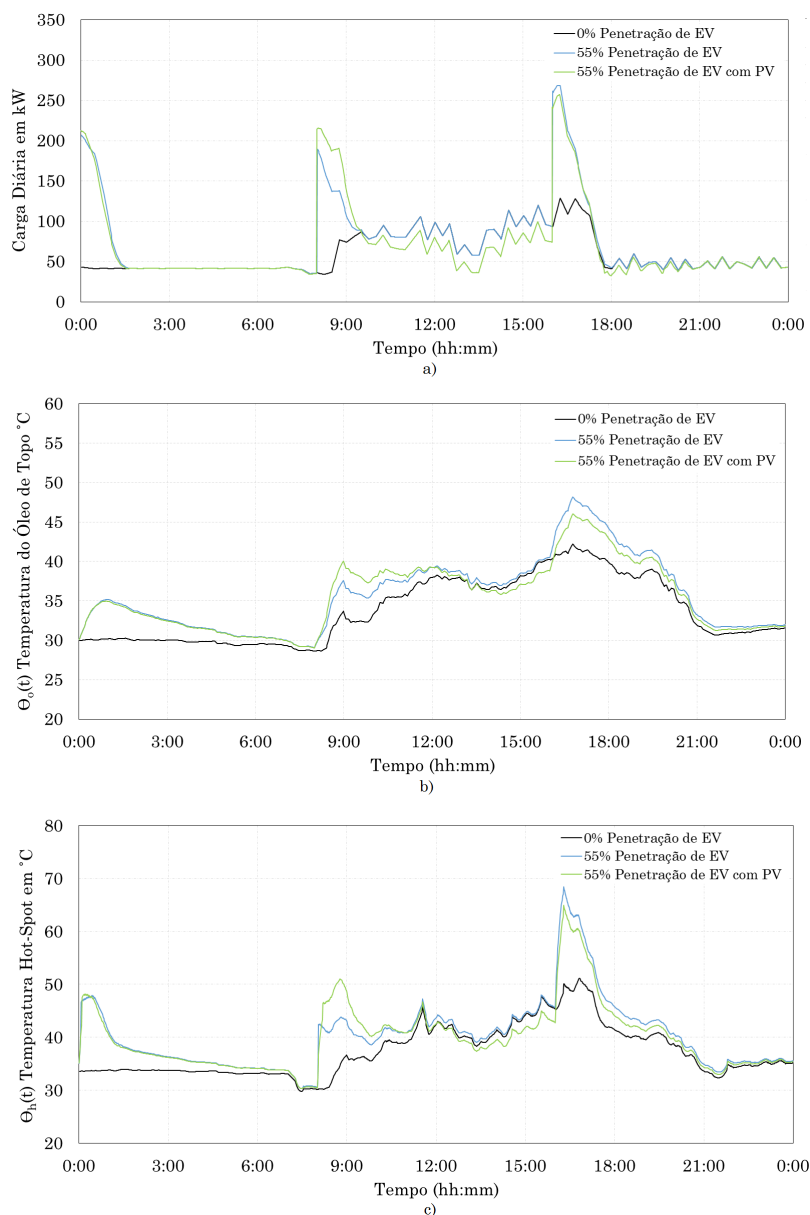 350
300
250
200
150
100
50
0
Carga Diária em kW
0% Penetração de EV
55% Penetração de EV
55% Penetração de EV com PV
0:00 3:00 6:00 9:00 12:00 15:00 18:00 21:00 0:00
Tempo (hh:mm)
a)
60
55
50
45
40
35
30
25
20
ϴₒ(t) Temperatura do Óleo de Topo ˚C
0% Penetração de EV
55% Penetração de EV
55% Penetração de EV com PV
0:00 3:00 6:00 9:00 12:00 15:00 18:00 21:00 0:00
Tempo (hh:mm)
b)
80
70
60
50
40
30
20
ϴₕ(t) Temperatura Hot-Spot em ˚C
0% Penetração de EV
55% Penetração de EV
55% Penetração de EV com PV
0:00 3:00 6:00 9:00 12:00 15:00 18:00 21:00 0:00
Tempo (hh:mm)
c)